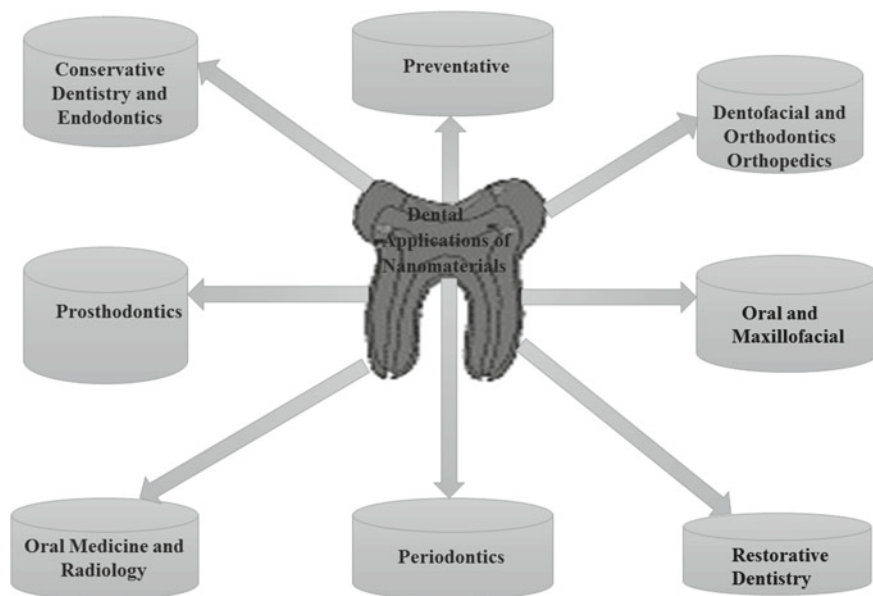 Conservative
Dentistry and
Endodontics
Preventative
Dentofacial and
Orthodontics
Orthopedics
Dental
Applications of
Nanomaterials
Prosthodontics
Oral and
Maxillofacial
Oral Medicine and
Radiology
Periodontics
Restorative
Dentistry